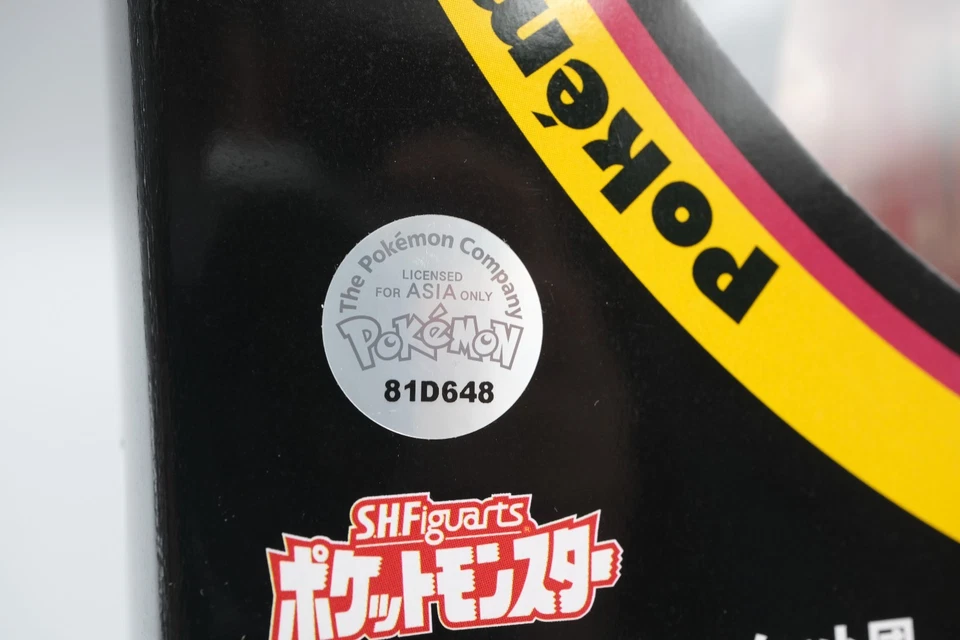 Pokém
The Pokémon Company
LICENSED
FOR ASIA ONLY
POKéMON
81D648
S.H.Figuarts
ポケットモンスター